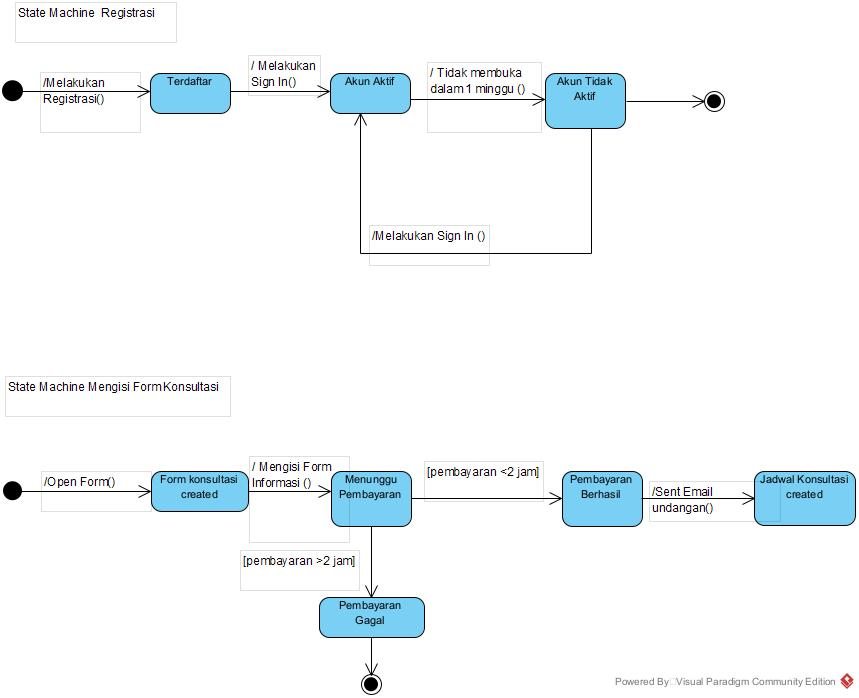 State Machine  Registrasi
/Melakukan
Registrasi()
Terdaftar
/ Melakukan
Sign In()
Akun Aktif
/ Tidak membuka
dalam 1 minggu ()
Akun Tidak
Aktif
/Melakukan Sign In ()
State Machine Mengisi Form Konsultasi
/Open Form()
Form konsultasi
created
/ Mengisi Form
Informasi ()
Menunggu
Pembayaran
[pembayaran <2 jam]
Pembayaran
Berhasil
/Sent Email
undangan()
Jadwal Konsultasi
created
[pembayaran >2 jam]
Pembayaran
Gagal
Powered By Visual Paradigm Community Edition